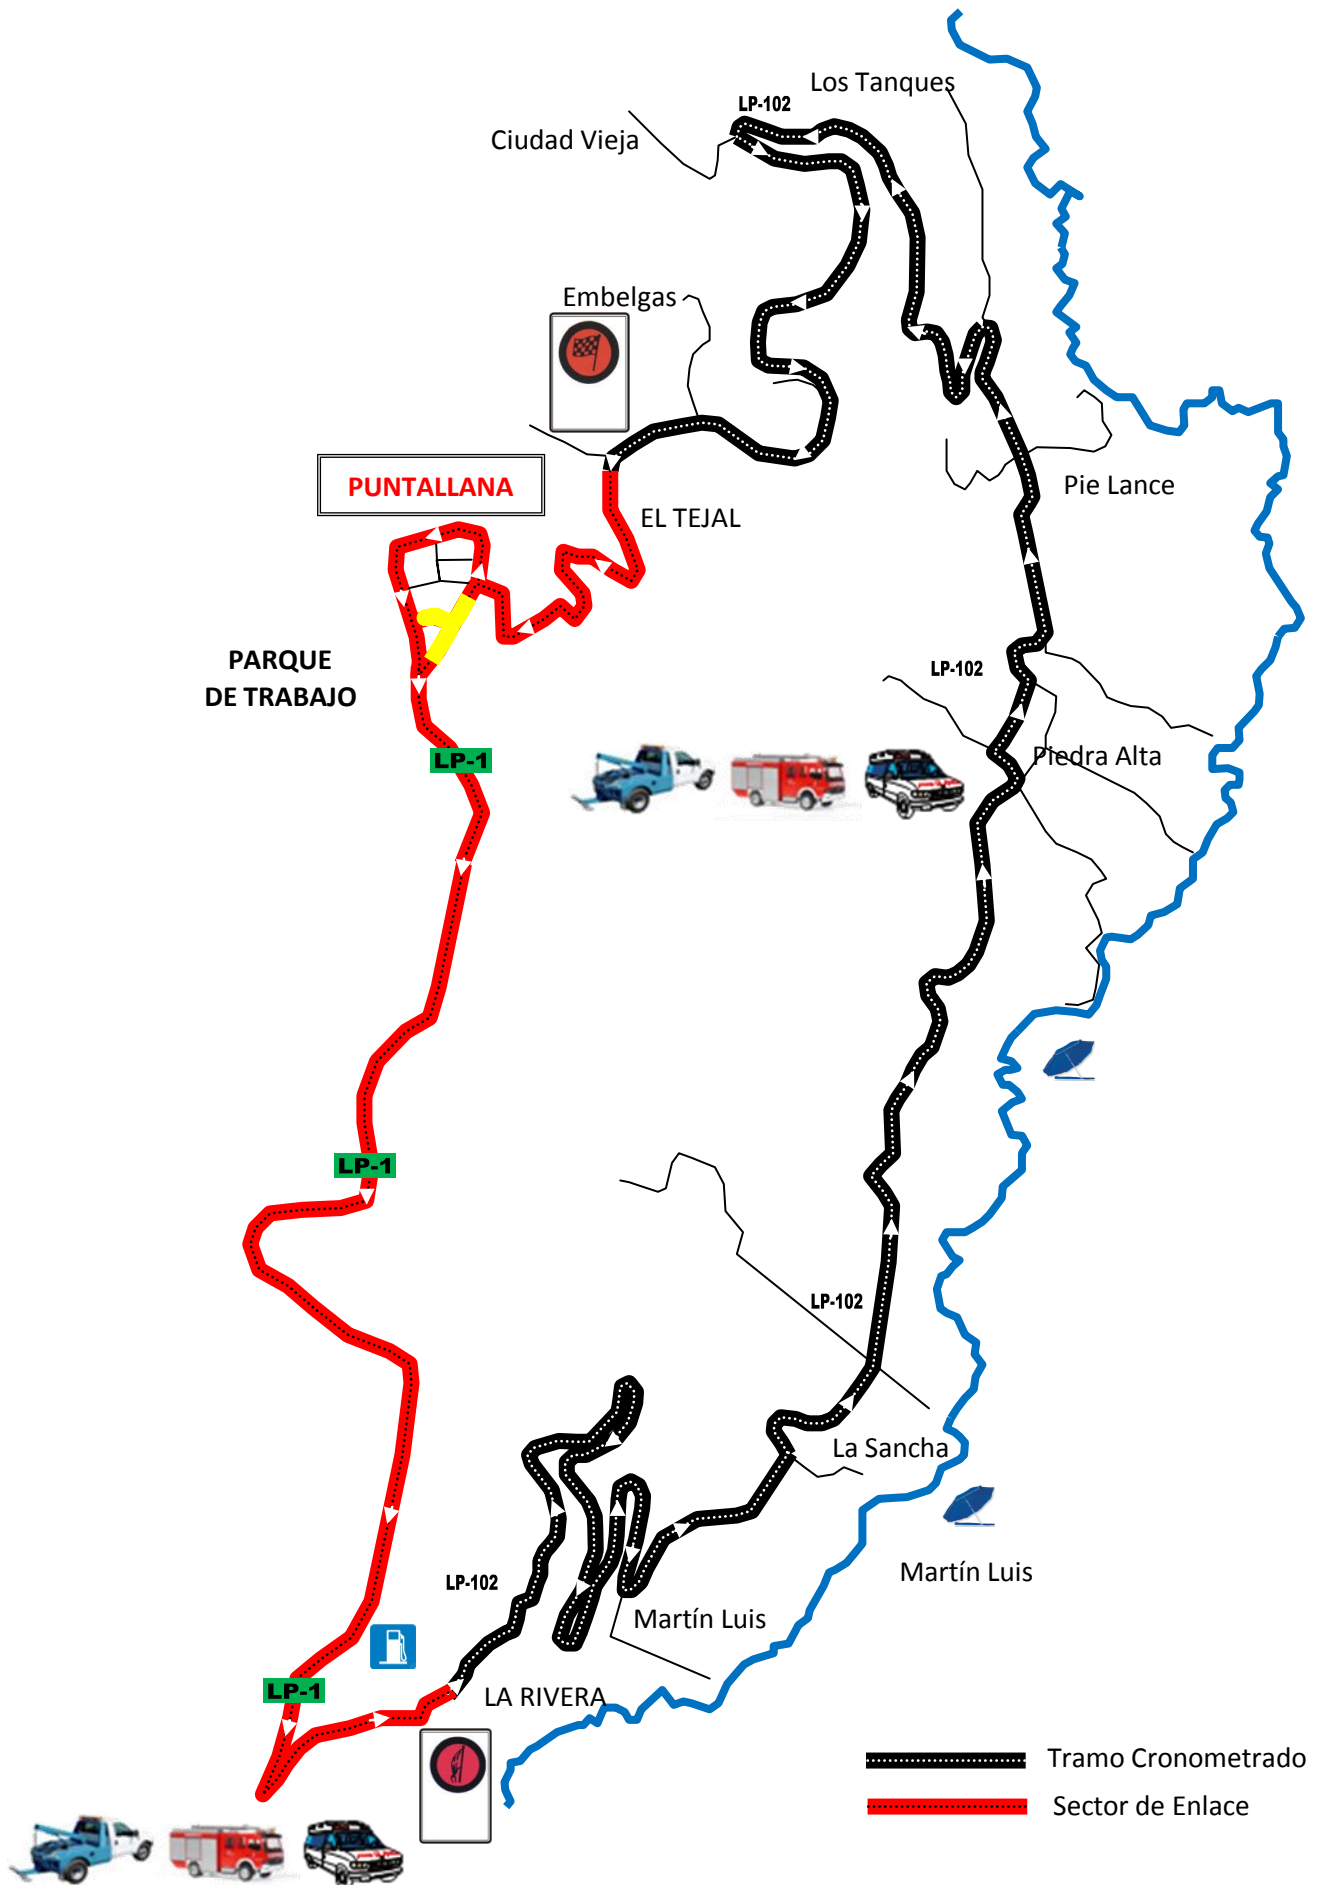 Los Tanques
LP-102
Ciudad Vieja
Embelgas
PUNTALLANA
Pie Lance
EL TEJAL
PARQUE
DE TRABAJO
LP-102
LP-1
Piedra Alta
LP-1
LP-102
La Sancha
Martín Luis
LP-102
Martín Luis
LP-1
LA RIVERA
Tramo Cronometrado
Sector de Enlace